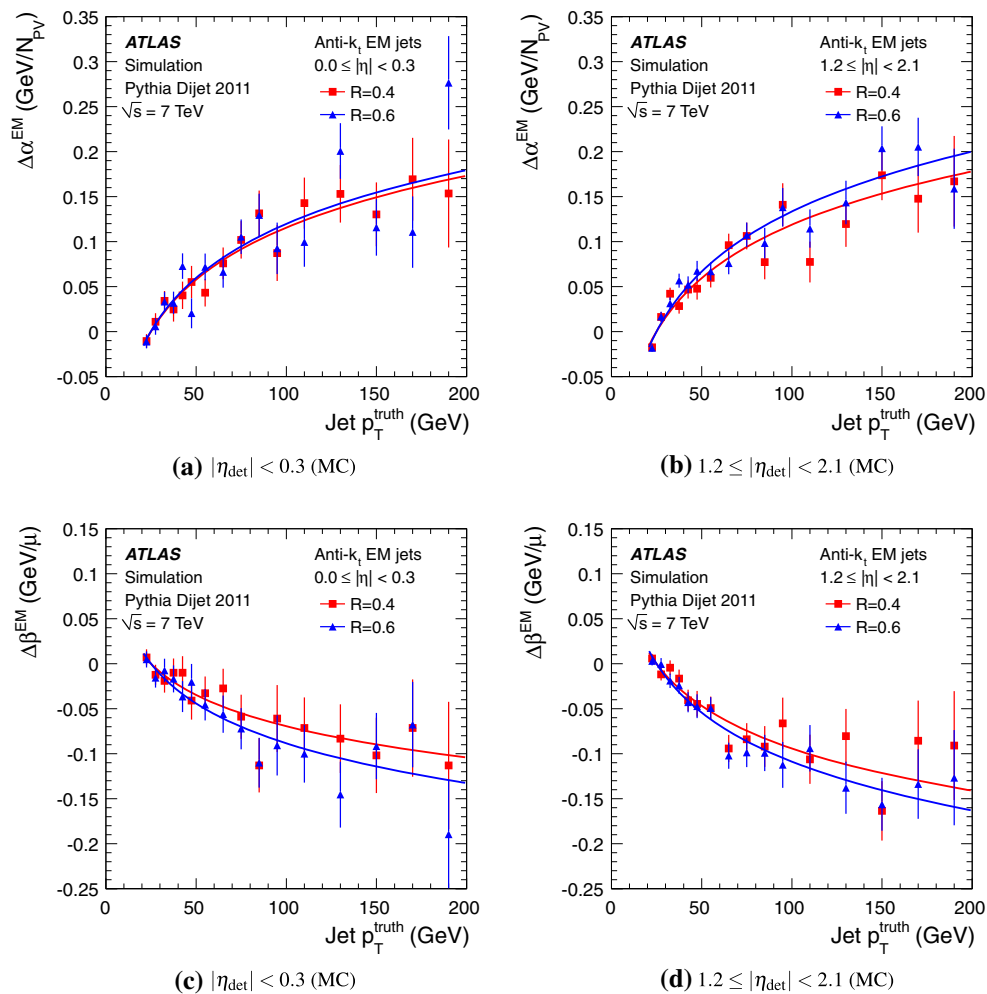 Δα^EM (GeV/N_PV)
0.35
0.3
0.25
0.2
0.15
0.1
0.05
0
-0.05
ATLAS
Simulation
Pythia Dijet 2011
√s = 7 TeV
Anti-k_t EM jets
0.0 ≤ |η| < 0.3
R=0.4
R=0.6
0 50 100 150 200
Jet p_T^truth (GeV)
(a) |η_det| < 0.3 (MC)
Δα^EM (GeV/N_PV)
0.35
0.3
0.25
0.2
0.15
0.1
0.05
0
-0.05
ATLAS
Simulation
Pythia Dijet 2011
√s = 7 TeV
Anti-k_t EM jets
1.2 ≤ |η| < 2.1
R=0.4
R=0.6
0 50 100 150 200
Jet p_T^truth (GeV)
(b) 1.2 ≤ |η_det| < 2.1 (MC)
Δβ^EM (GeV/μ)
0.15
0.1
0.05
0
-0.05
-0.1
-0.15
-0.2
-0.25
ATLAS
Simulation
Pythia Dijet 2011
√s = 7 TeV
Anti-k_t EM jets
0.0 ≤ |η| < 0.3
R=0.4
R=0.6
0 50 100 150 200
Jet p_T^truth (GeV)
(c) |η_det| < 0.3 (MC)
Δβ^EM (GeV/μ)
0.15
0.1
0.05
0
-0.05
-0.1
-0.15
-0.2
-0.25
ATLAS
Simulation
Pythia Dijet 2011
√s = 7 TeV
Anti-k_t EM jets
1.2 ≤ |η| < 2.1
R=0.4
R=0.6
0 50 100 150 200
Jet p_T^truth (GeV)
(d) 1.2 ≤ |η_det| < 2.1 (MC)